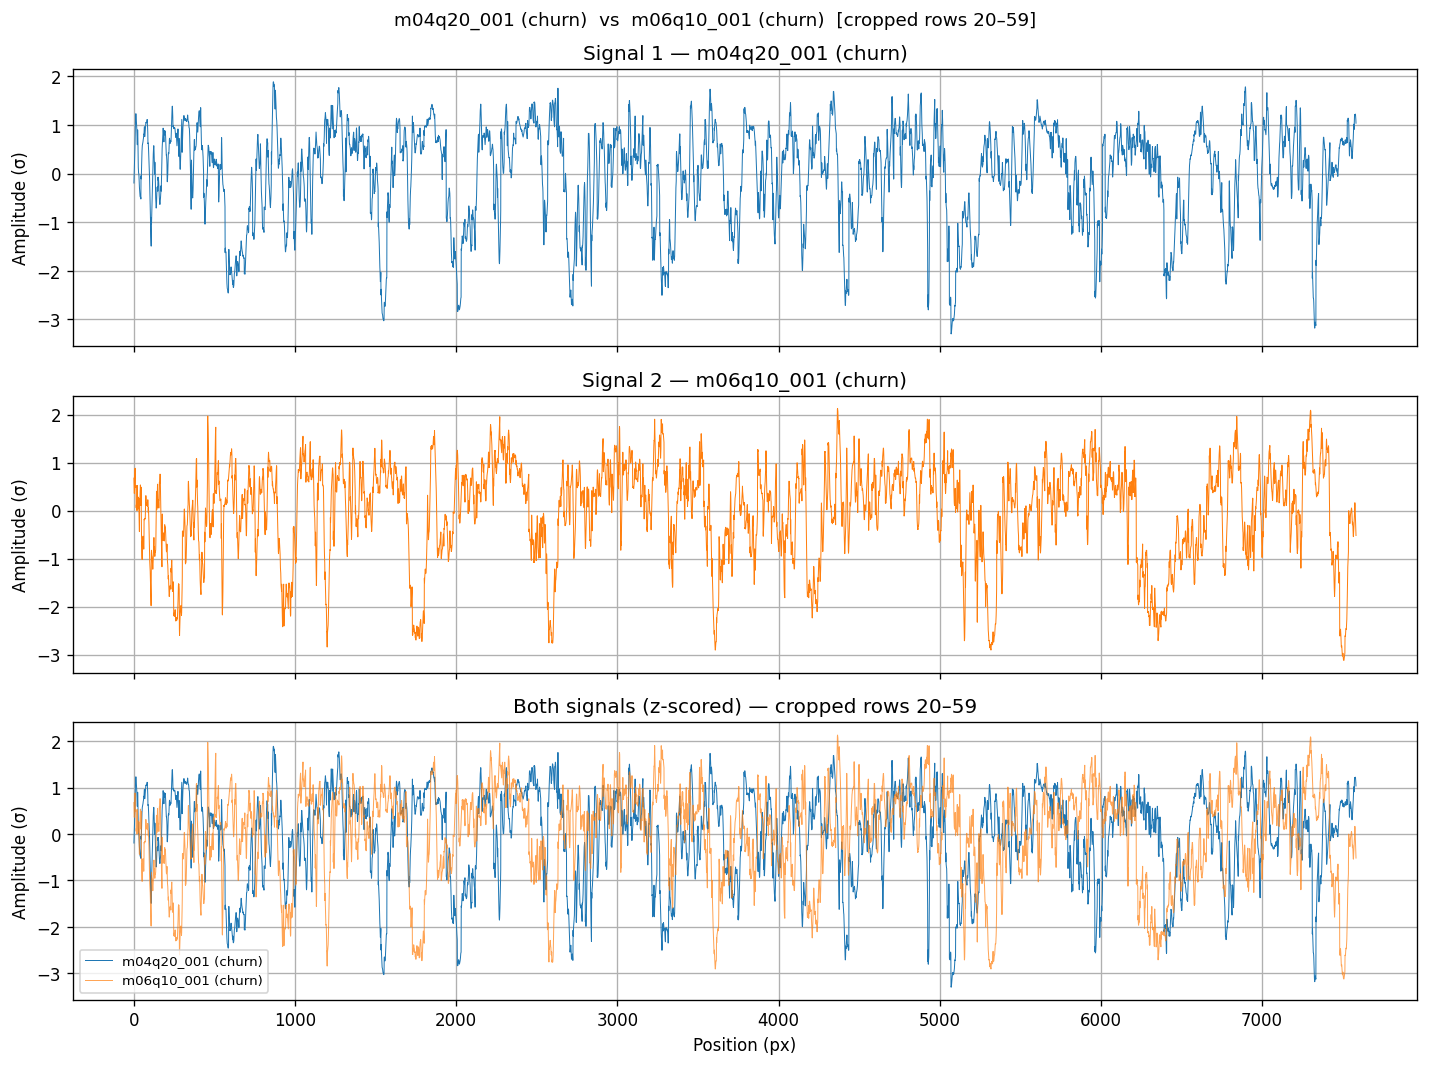 m04q20_001 (churn)  vs  m06q10_001 (churn)  [cropped rows 20–59]
Signal 1 — m04q20_001 (churn)
2
1
0
−1
−2
−3
Amplitude (σ)
Signal 2 — m06q10_001 (churn)
2
1
0
−1
−2
−3
Amplitude (σ)
Both signals (z-scored) — cropped rows 20–59
2
1
0
−1
−2
−3
Amplitude (σ)
m04q20_001 (churn)
m06q10_001 (churn)
0 1000 2000 3000 4000 5000 6000 7000
Position (px)